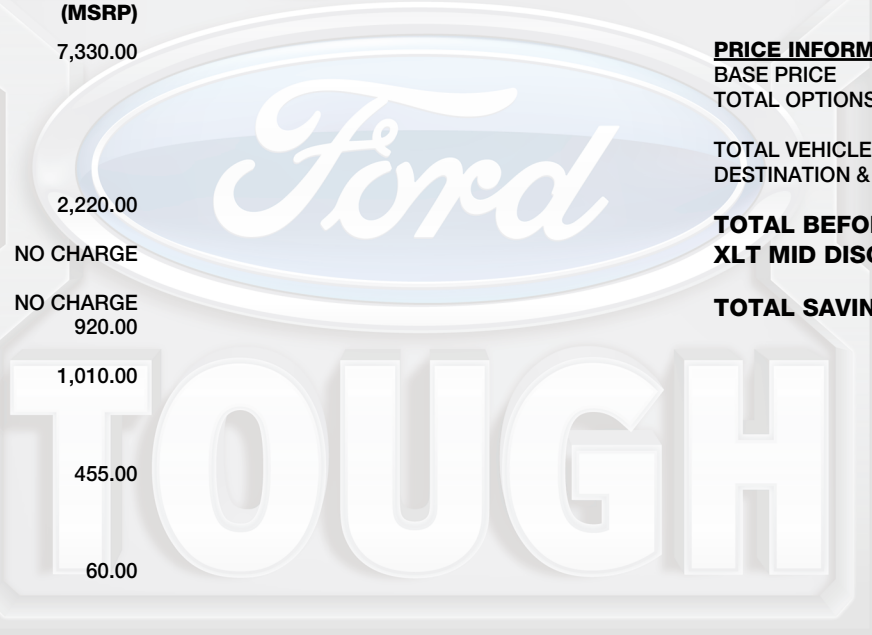 (MSRP)
7,330.00
2,220.00
NO CHARGE
NO CHARGE
920.00
1,010.00
455.00
60.00
PRICE INFORM
BASE PRICE
TOTAL OPTIONS
TOTAL VEHICLE
DESTINATION &
TOTAL BEFO
XLT MID DISC
TOTAL SAVIN
Ford
TOUGH